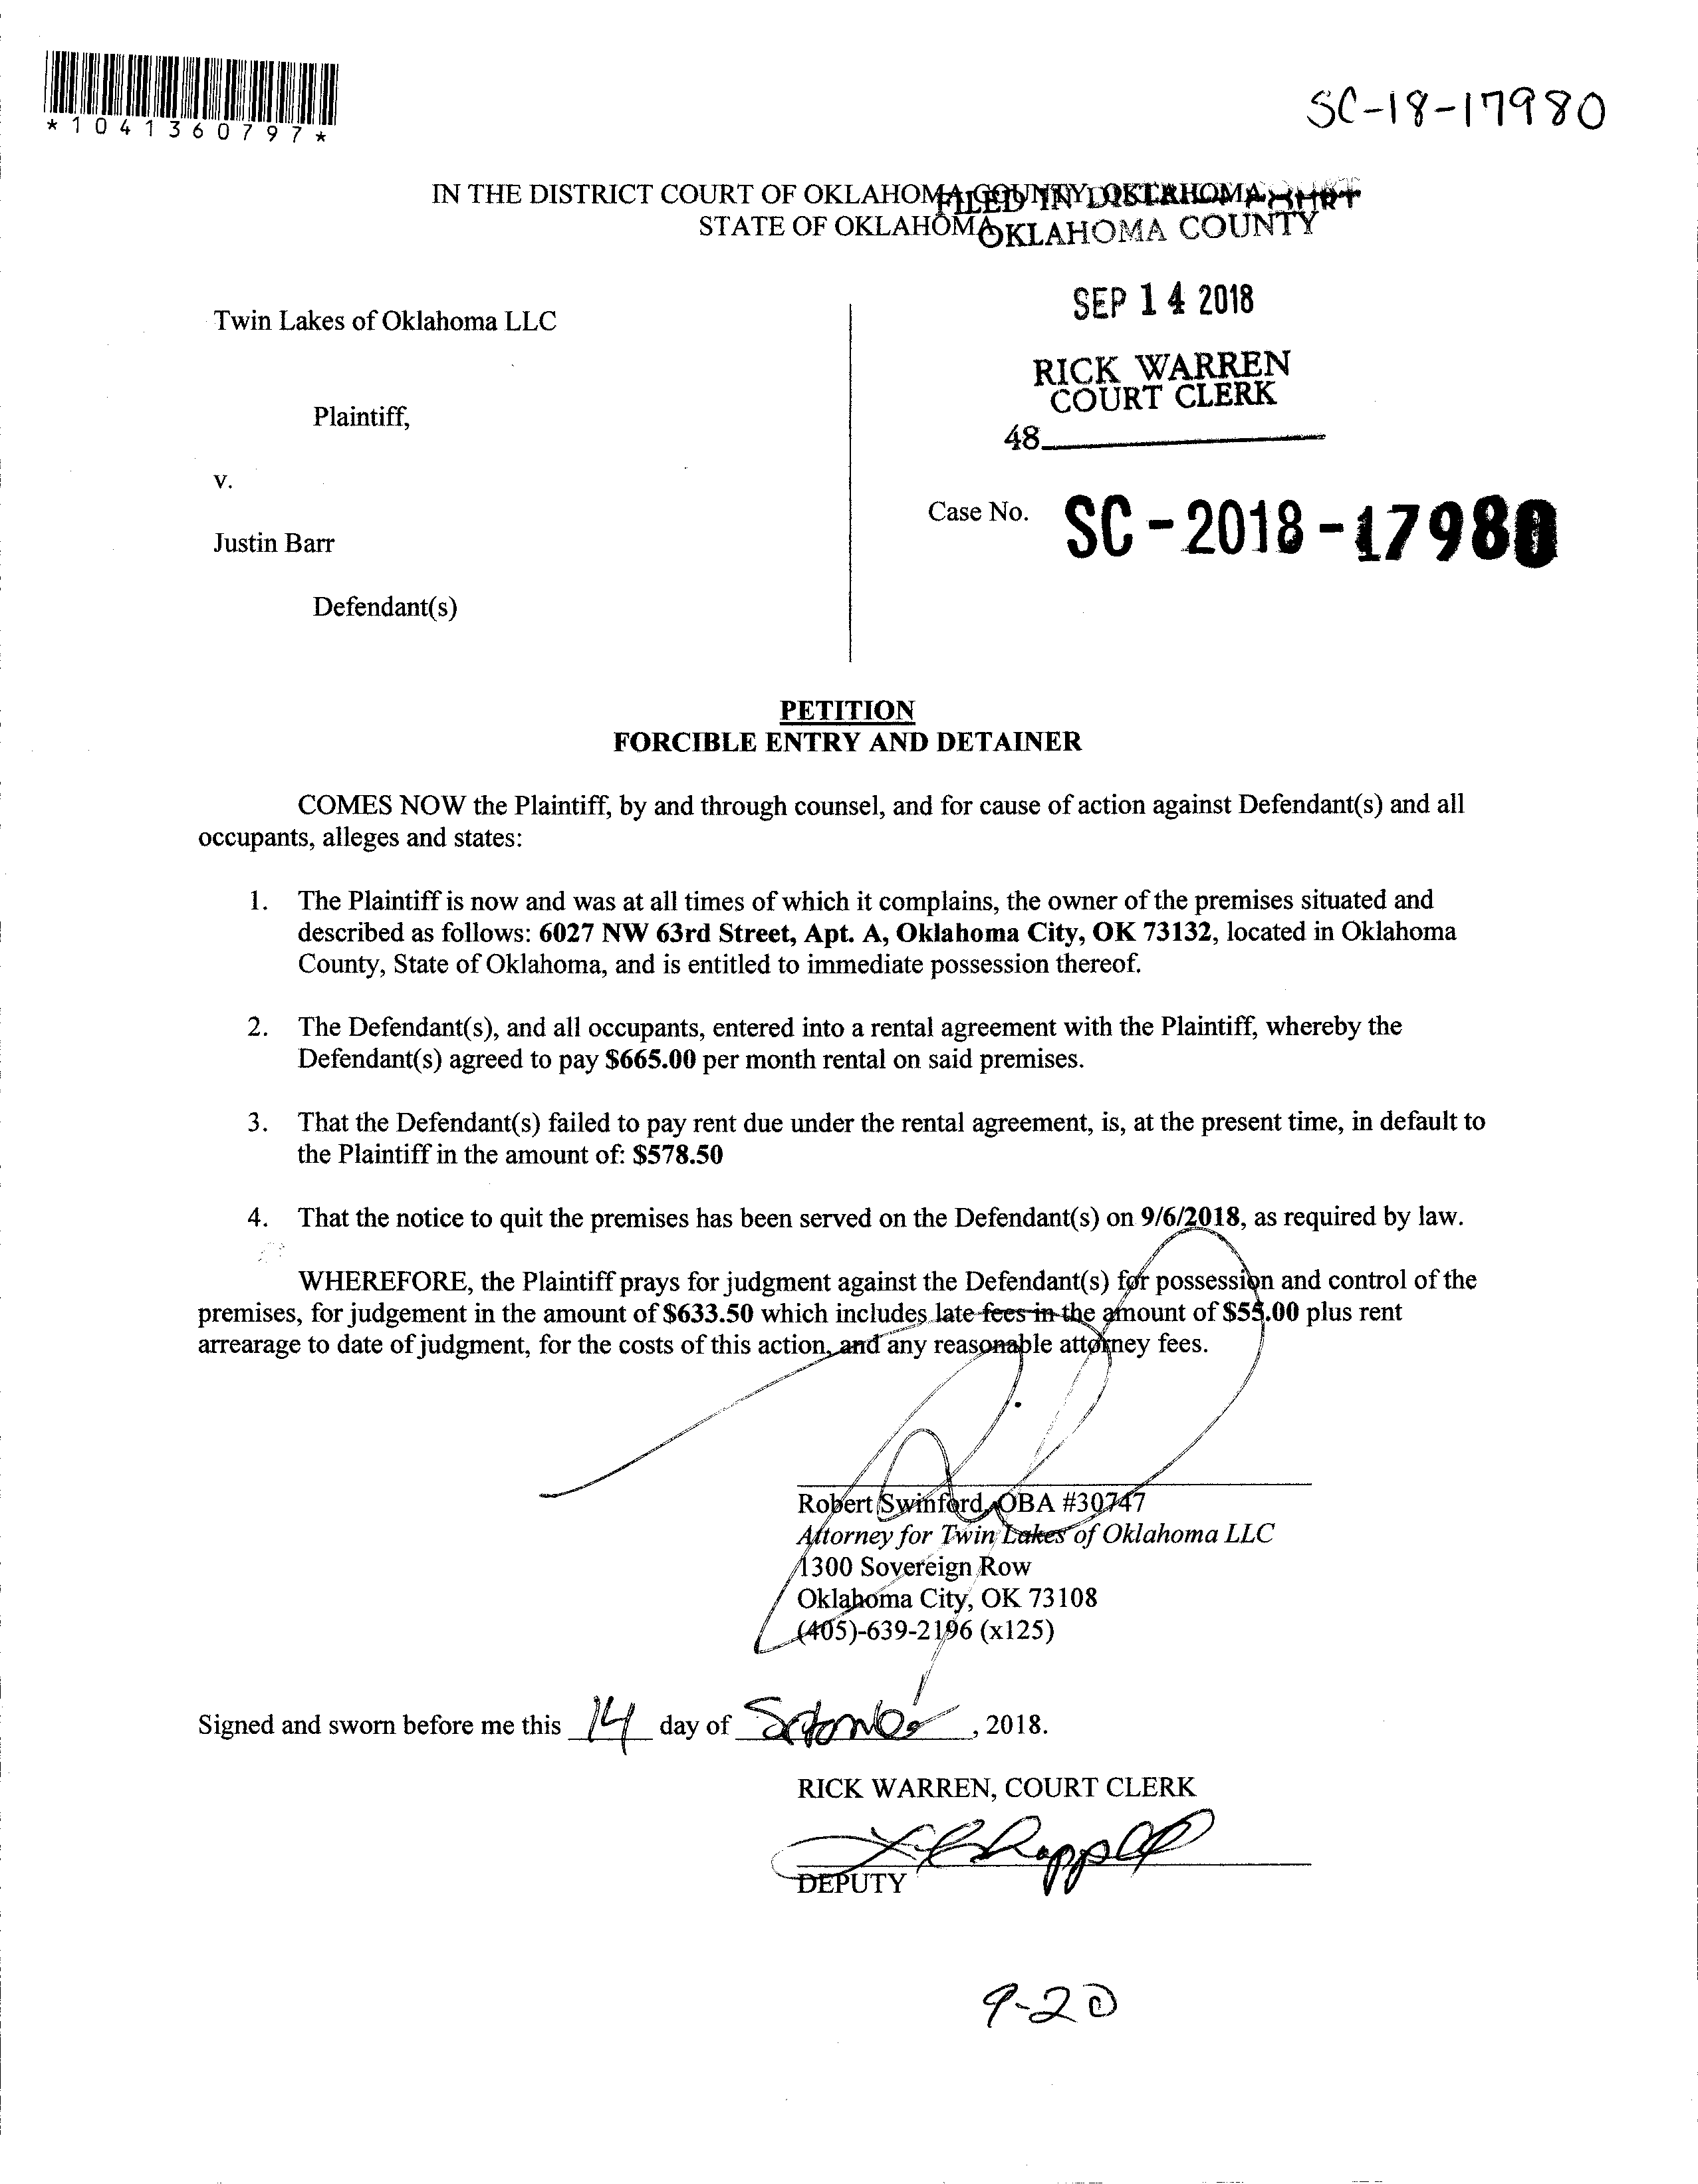 *1041360797*
SC-18-17980
IN THE DISTRICT COURT OF OKLAHOMA COUNTY, OKLAHOMA
FILED IN DISTRICT COURT
STATE OF OKLAHOMA
OKLAHOMA COUNTY
SEP 14 2018
Twin Lakes of Oklahoma LLC
RICK WARREN
COURT CLERK
Plaintiff,
48
v.
Case No. SC-2018-17980
Justin Barr
Defendant(s)
PETITION
FORCIBLE ENTRY AND DETAINER
COMES NOW the Plaintiff, by and through counsel, and for cause of action against Defendant(s) and all
occupants, alleges and states:
1. The Plaintiff is now and was at all times of which it complains, the owner of the premises situated and
described as follows: 6027 NW 63rd Street, Apt. A, Oklahoma City, OK 73132, located in Oklahoma
County, State of Oklahoma, and is entitled to immediate possession thereof.
2. The Defendant(s), and all occupants, entered into a rental agreement with the Plaintiff, whereby the
Defendant(s) agreed to pay $665.00 per month rental on said premises.
3. That the Defendant(s) failed to pay rent due under the rental agreement, is, at the present time, in default to
the Plaintiff in the amount of: $578.50
4. That the notice to quit the premises has been served on the Defendant(s) on 9/6/2018, as required by law.
WHEREFORE, the Plaintiff prays for judgment against the Defendant(s) for possession and control of the
premises, for judgement in the amount of $633.50 which includes late fees in the amount of $55.00 plus rent
arrearage to date of judgment, for the costs of this action, and any reasonable attorney fees.
Robert Swinford, OBA #30747
Attorney for Twin Lakes of Oklahoma LLC
1300 Sovereign Row
Oklahoma City, OK 73108
(405)-639-2196 (x125)
Signed and sworn before me this 14 day of September, 2018.
RICK WARREN, COURT CLERK
DEPUTY
9-20